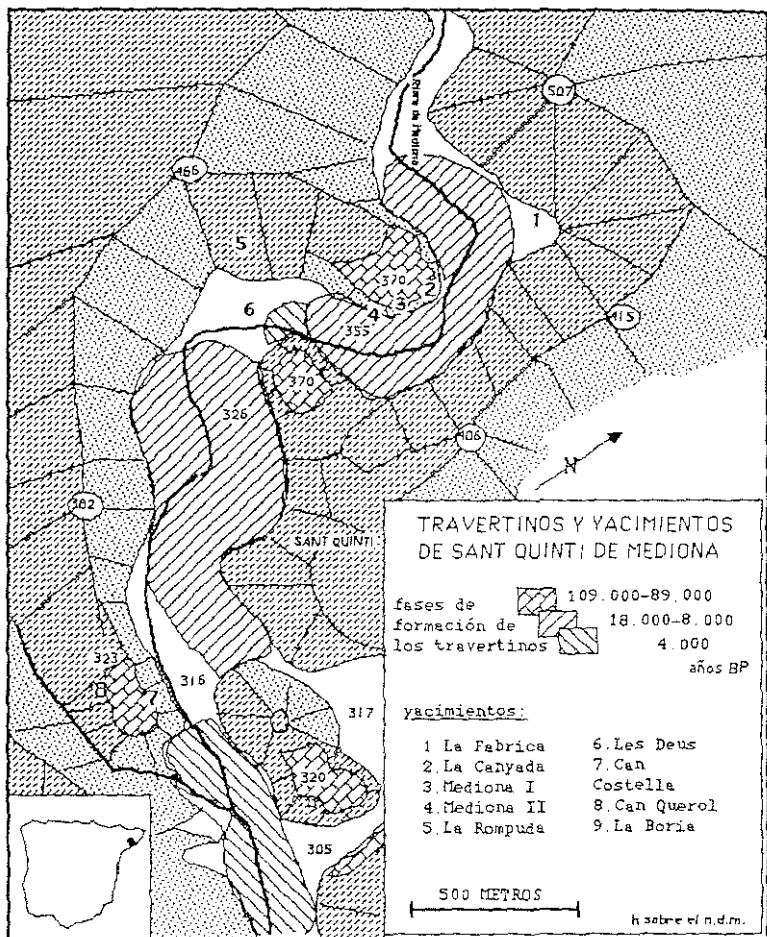 507
466
1
5
370
2
3
4
6
355
415
370
326
406
N
362
SANT QUINTI
323
8
7
316
317
320
305
TRAVERTINOS Y YACIMIENTOS
DE SANT QUINTI DE MEDIONA
fases de
formación de
los travertinos
109.000-89.000
18.000-8.000
4.000
años BP
yacimientos:
1 La Fabrica
2. La Canyada
3. Mediona I
4. Mediona II
5. La Rompuda
6. Les Deus
7. Can
Costella
8. Can Querol
9. La Boria
500 METROS
h sobre el n.d.m.